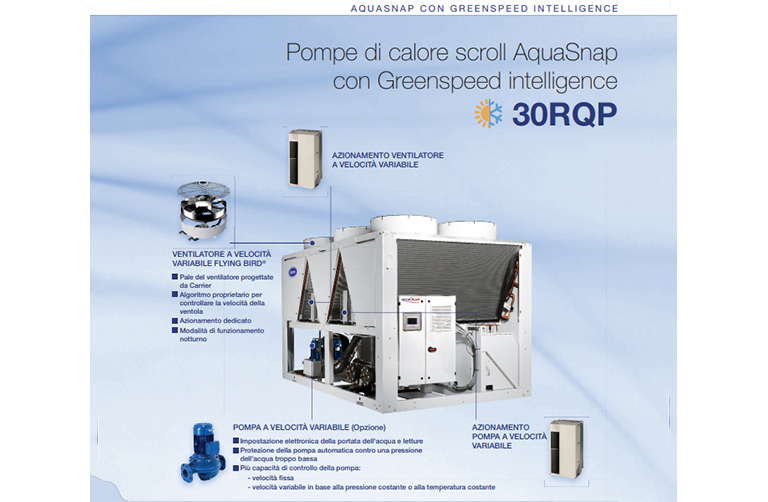 AQUASNAP CON GREENSPEED INTELLIGENCE
Pompe di calore scroll AquaSnap
con Greenspeed intelligence
30RQP
AZIONAMENTO VENTILATORE
A VELOCITÀ VARIABILE
VENTILATORE A VELOCITÀ
VARIABILE FLYING BIRD®
Pale del ventilatore progettate
da Carrier
Algoritmo proprietario per
controllare la velocità della
ventola
Azionamento dedicato
Modalità di funzionamento
notturno
POMPA A VELOCITÀ VARIABILE (Opzione)
Impostazione elettronica della portata dell'acqua e letture
Protezione della pompa automatica contro una pressione
dell'acqua troppo bassa
Più capacità di controllo della pompa:
- velocità fissa
- velocità variabile in base alla pressione costante o alla temperatura costante
AZIONAMENTO
POMPA A VELOCITÀ
VARIABILE